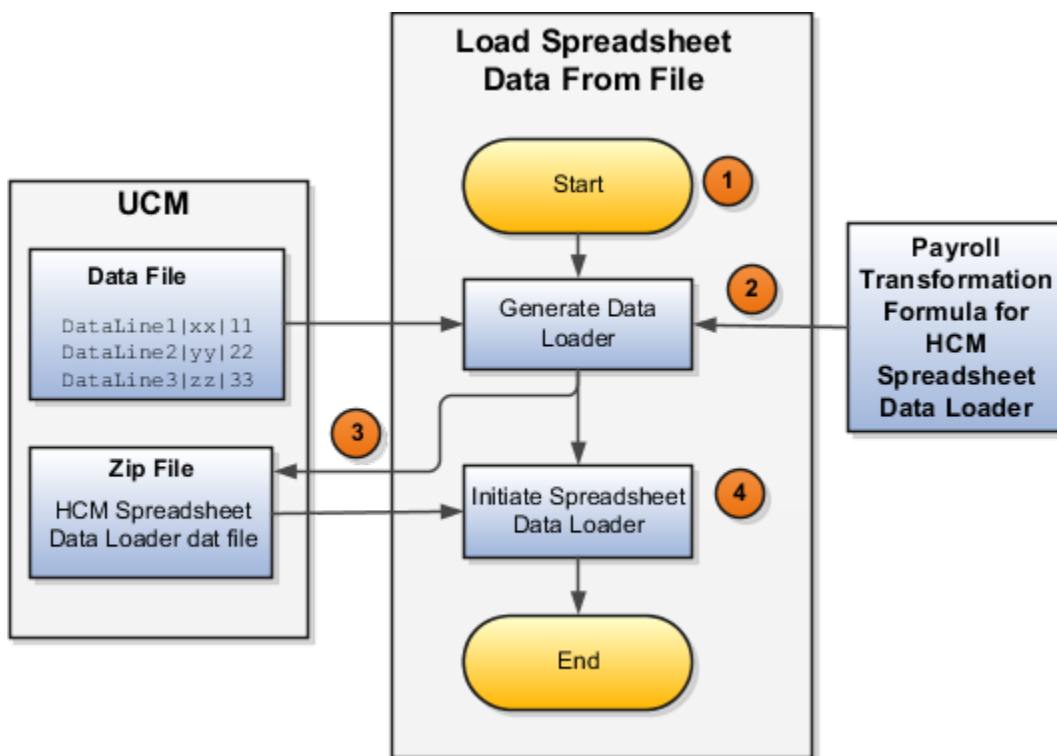 Load Spreadsheet
Data From File
Start
1
UCM
Data File
DataLine1|xx|11
DataLine2|yy|22
DataLine3|zz|33
Generate Data
Loader
2
Payroll
Transformation
Formula for
HCM
Spreadsheet
Data Loader
3
Zip File
HCM Spreadsheet
Data Loader dat file
Initiate Spreadsheet
Data Loader
4
End